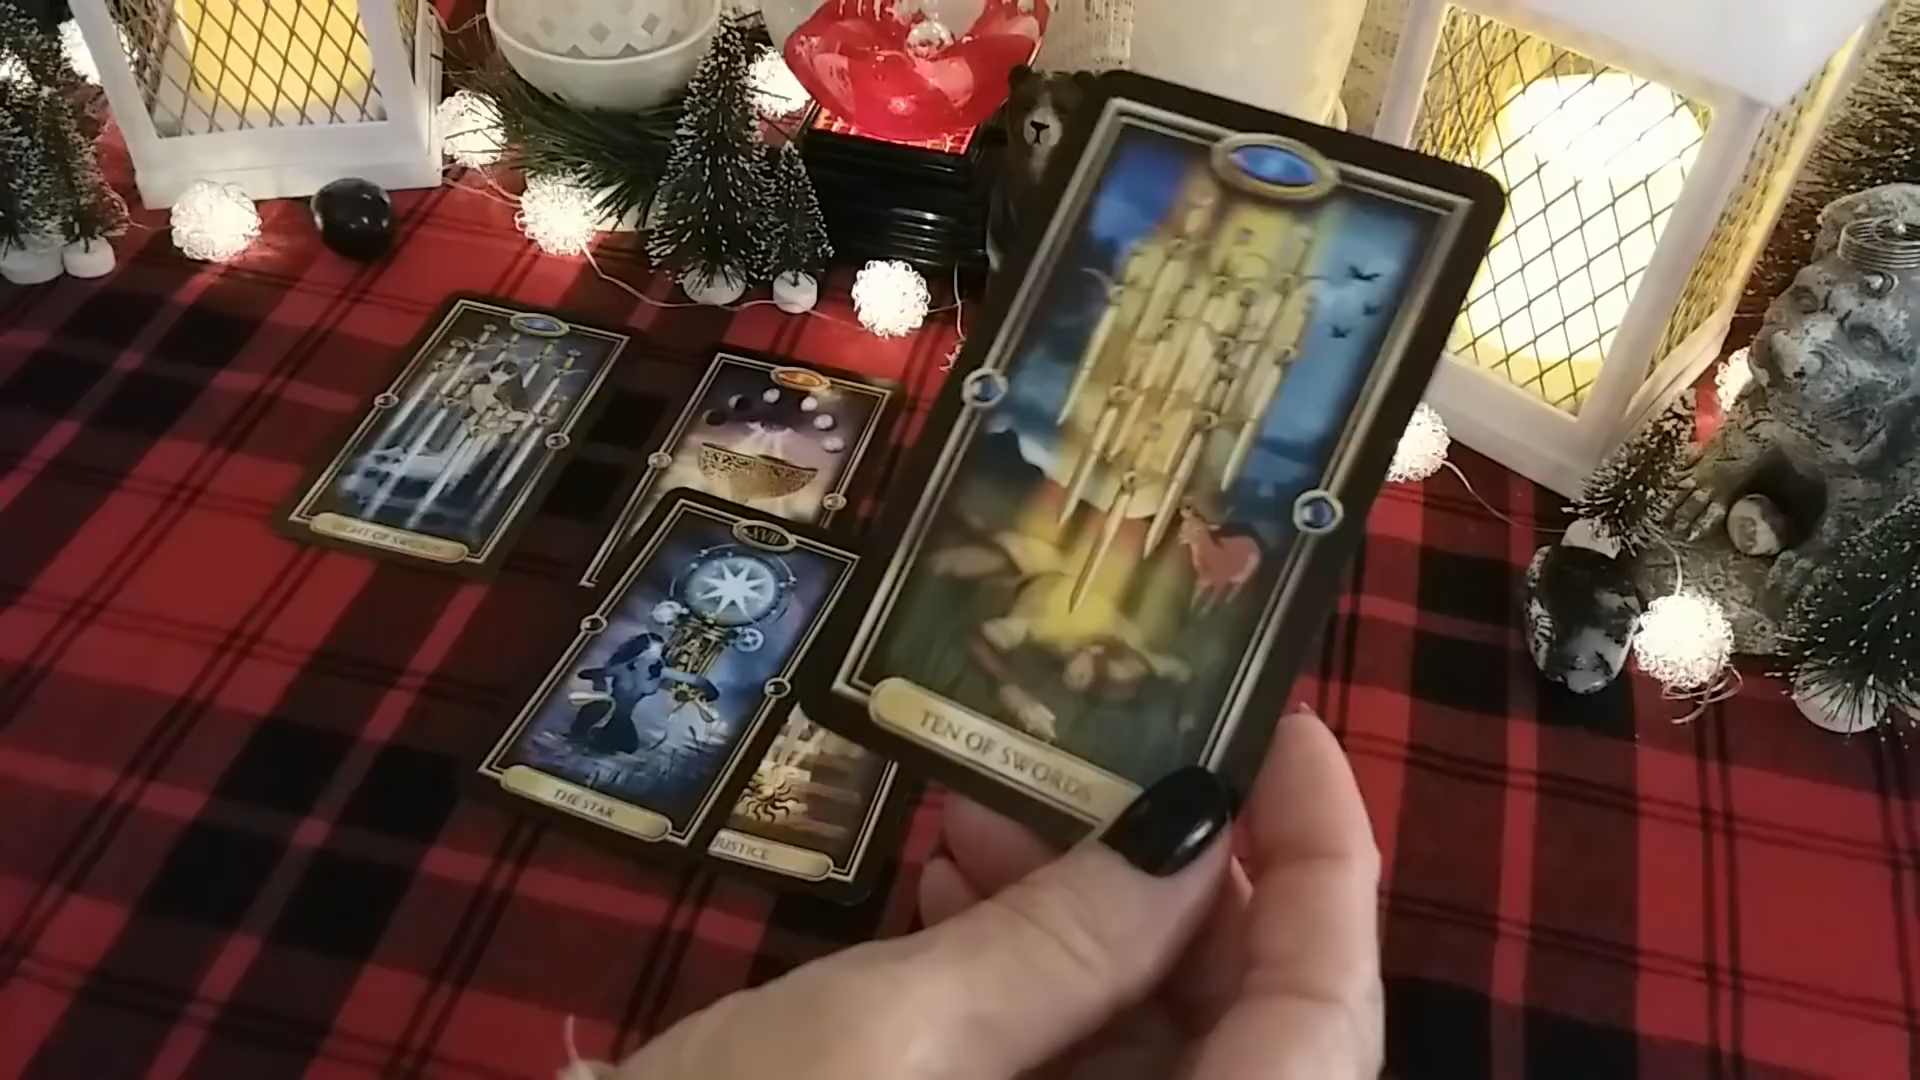 TEN OF SWORDS
EIGHT OF SWORDS
XVII
THE STAR
JUSTICE